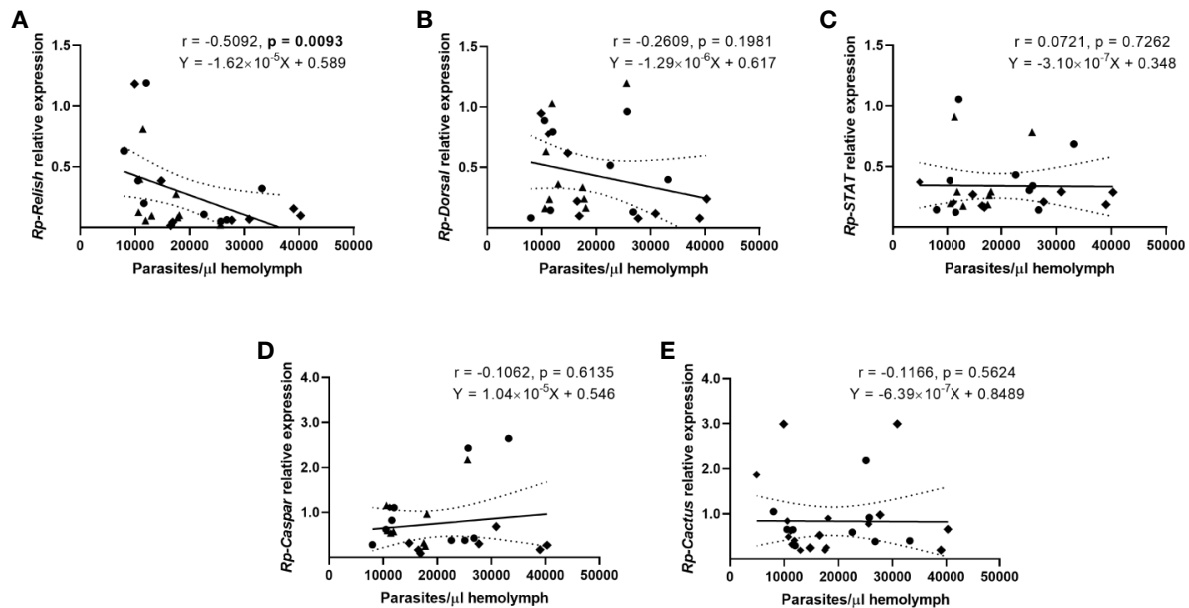 A
r = -0.5092, p = 0.0093
Y = -1.62×10⁻⁵X + 0.589
Rp-Relish relative expression
1.5
1.0
0.5
0 10000 20000 30000 40000 50000
Parasites/μl hemolymph
B
r = -0.2609, p = 0.1981
Y = -1.29×10⁻⁶X + 0.617
Rp-Dorsal relative expression
1.5
1.0
0.5
0 10000 20000 30000 40000 50000
Parasites/μl hemolymph
C
r = 0.0721, p = 0.7262
Y = -3.10×10⁻⁷X + 0.348
Rp-STAT relative expression
1.5
1.0
0.5
0 10000 20000 30000 40000 50000
Parasites/μl hemolymph
D
r = -0.1062, p = 0.6135
Y = 1.04×10⁻⁵X + 0.546
Rp-Caspar relative expression
4.0
3.0
2.0
1.0
0 10000 20000 30000 40000 50000
Parasites/μl hemolymph
E
r = -0.1166, p = 0.5624
Y = -6.39×10⁻⁷X + 0.8489
Rp-Cactus relative expression
4.0
3.0
2.0
1.0
0 10000 20000 30000 40000 50000
Parasites/μl hemolymph